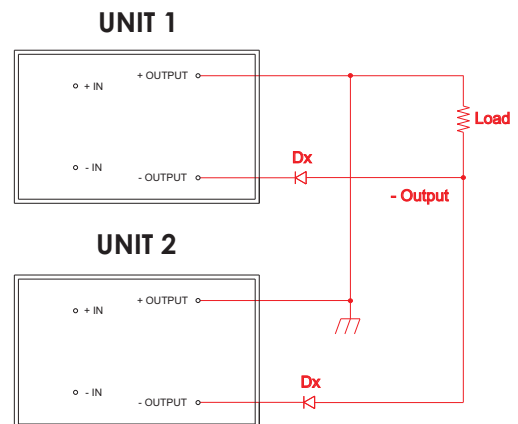 UNIT 1
+ OUTPUT
+ IN
Load
Dx
- IN
- OUTPUT
- Output
UNIT 2
+ OUTPUT
+ IN
Dx
- IN
- OUTPUT